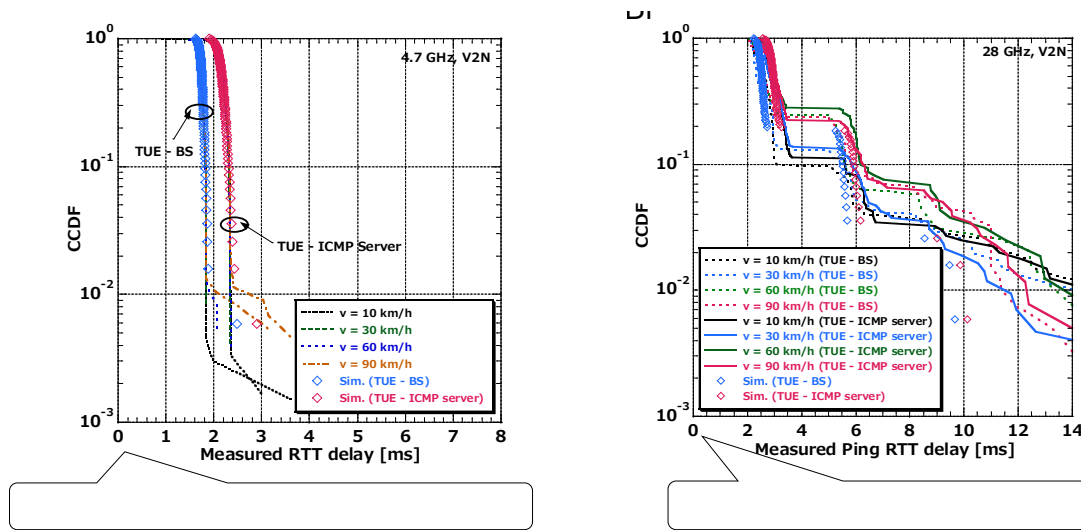 10⁰
10⁻¹
10⁻²
10⁻³
CCDF
4.7 GHz, V2N
TUE - BS
TUE - ICMP Server
v = 10 km/h
v = 30 km/h
v = 60 km/h
v = 90 km/h
Sim. (TUE - BS)
Sim. (TUE - ICMP server)
0 1 2 3 4 5 6 7 8
Measured RTT delay [ms]
10⁰
10⁻¹
10⁻²
10⁻³
CCDF
28 GHz, V2N
v = 10 km/h (TUE - BS)
v = 30 km/h (TUE - BS)
v = 60 km/h (TUE - BS)
v = 90 km/h (TUE - BS)
v = 10 km/h (TUE - ICMP server)
v = 30 km/h (TUE - ICMP server)
v = 60 km/h (TUE - ICMP server)
v = 90 km/h (TUE - ICMP server)
Sim. (TUE - BS)
Sim. (TUE - ICMP server)
0 2 4 6 8 10 12 14
Measured Ping RTT delay [ms]